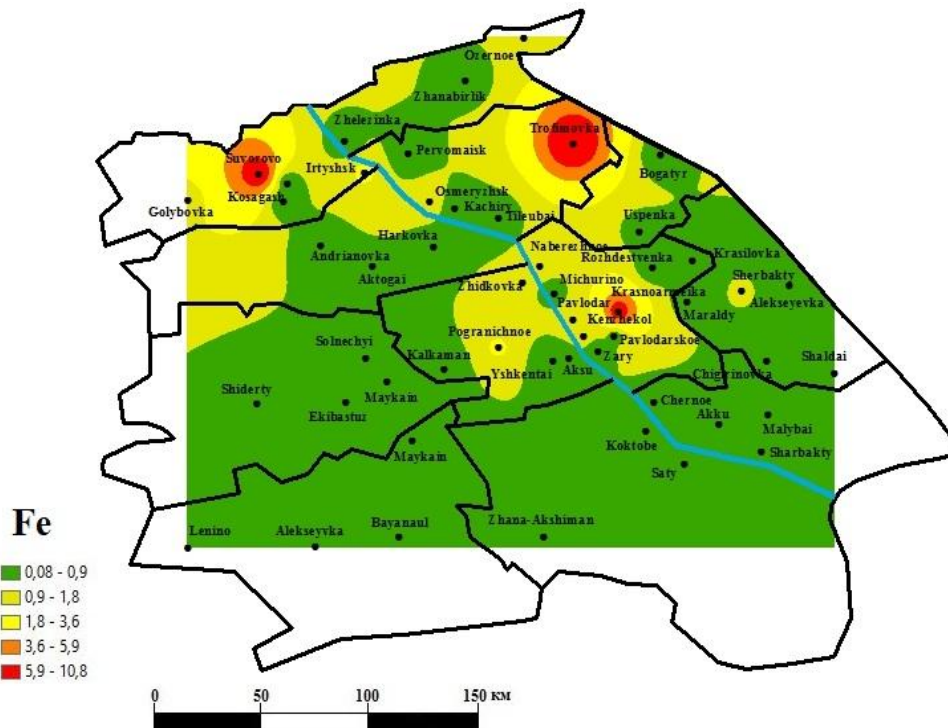 Ozernoe
Zhanabirlik
Zhelezinka
Trofimovka
Pervomaisk
Suvorovo
Irtyshsk
Bogatyr
Kosagash
Golybovka
Osmeryzhsk
Kachiry
Tileubai
Uspenka
Harkovka
Andrianovka
Aktogai
Naberezhnoe
Rozhdestvenka
Krasilovka
Zhidkovka
Michurino
Sherbakty
Krasnoarmeika
Alekseyevka
Pavlodar
Maraldy
Kenzhekol
Pogranichnoe
Pavlodarskoe
Solnechyi
Kalkaman
Zary
Yshkentai
Aksu
Chigirinovka
Shaldai
Shiderty
Maykain
Ekibastuz
Chernoe
Akku
Malybai
Koktobe
Maykain
Sharbakty
Saty
Fe
Lenino
Alekseyvka
Bayanaul
Zhana-Akshiman
0,08 - 0,9
0,9 - 1,8
1,8 - 3,6
3,6 - 5,9
5,9 - 10,8
0 50 100 150 км